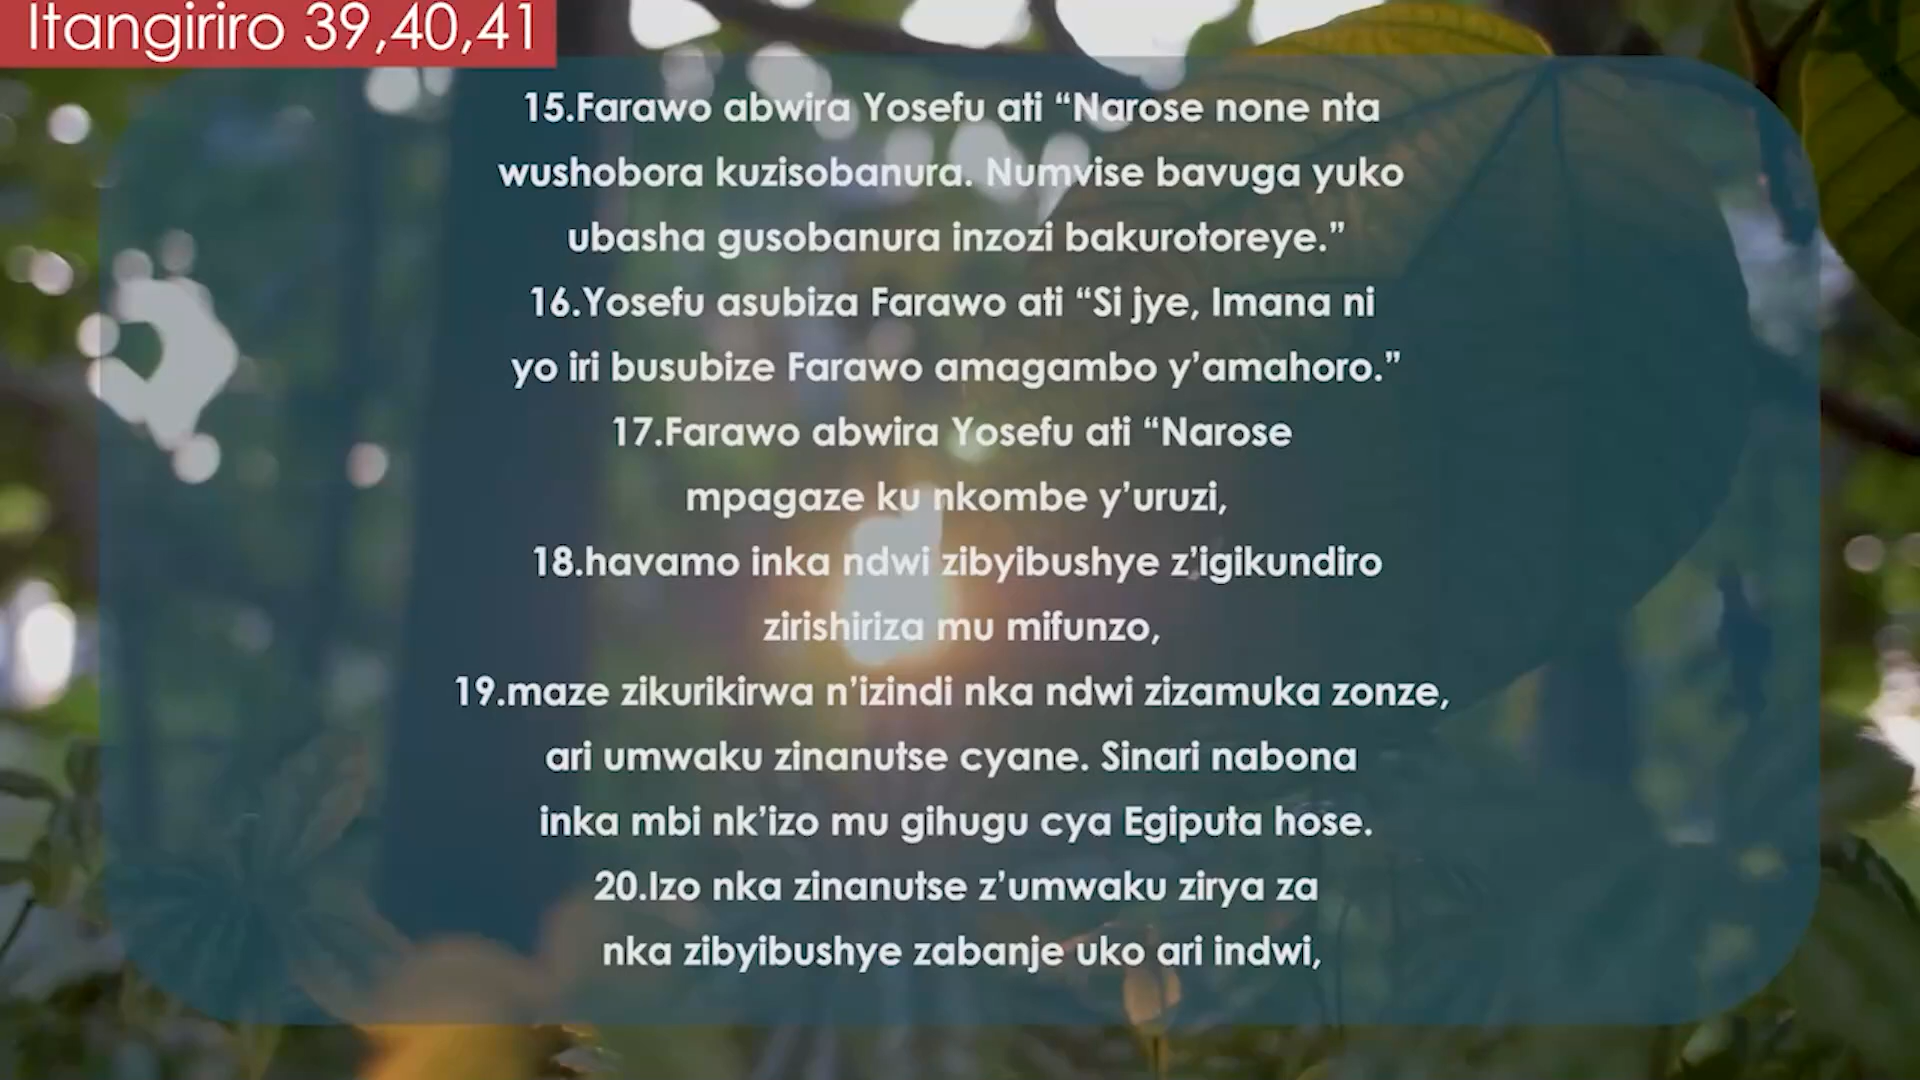 Itangiriro 39,40,41
15.Farawo abwira Yosefu ati “Narose none nta
wushobora kuzisobanura. Numvise bavuga yuko
ubasha gusobanura inzozi bakurotoreye.”
16.Yosefu asubiza Farawo ati “Si jye, Imana ni
yo iri busubize Farawo amagambo y’amahoro.”
17.Farawo abwira Yosefu ati “Narose
mpagaze ku nkombe y’uruzi,
18.havamo inka ndwi zibyibushye z’igikundiro
zirishiriza mu mifunzo,
19.maze zikurikirwa n’izindi nka ndwi zizamuka zonze,
ari umwaku zinanutse cyane. Sinari nabona
inka mbi nk’izo mu gihugu cya Egiputa hose.
20.Izo nka zinanutse z’umwaku zirya za
nka zibyibushye zabanje uko ari indwi,